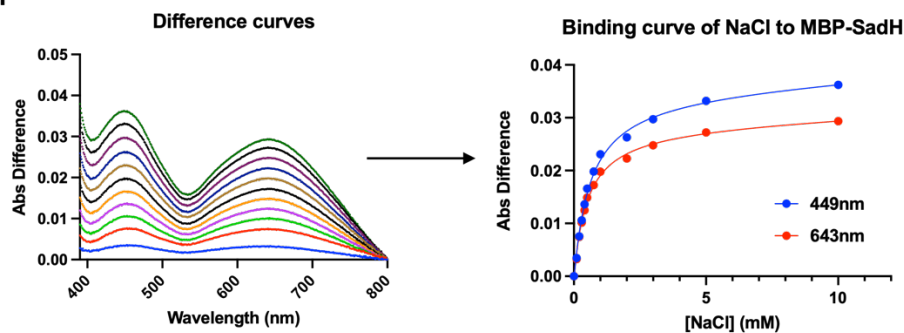 Difference curves
Abs Difference
0.05
0.04
0.03
0.02
0.01
0.00
400
500
600
700
800
Wavelength (nm)
Binding curve of NaCl to MBP-SadH
Abs Difference
0.04
0.03
0.02
0.01
0.00
449nm
643nm
0
5
10
[NaCl] (mM)